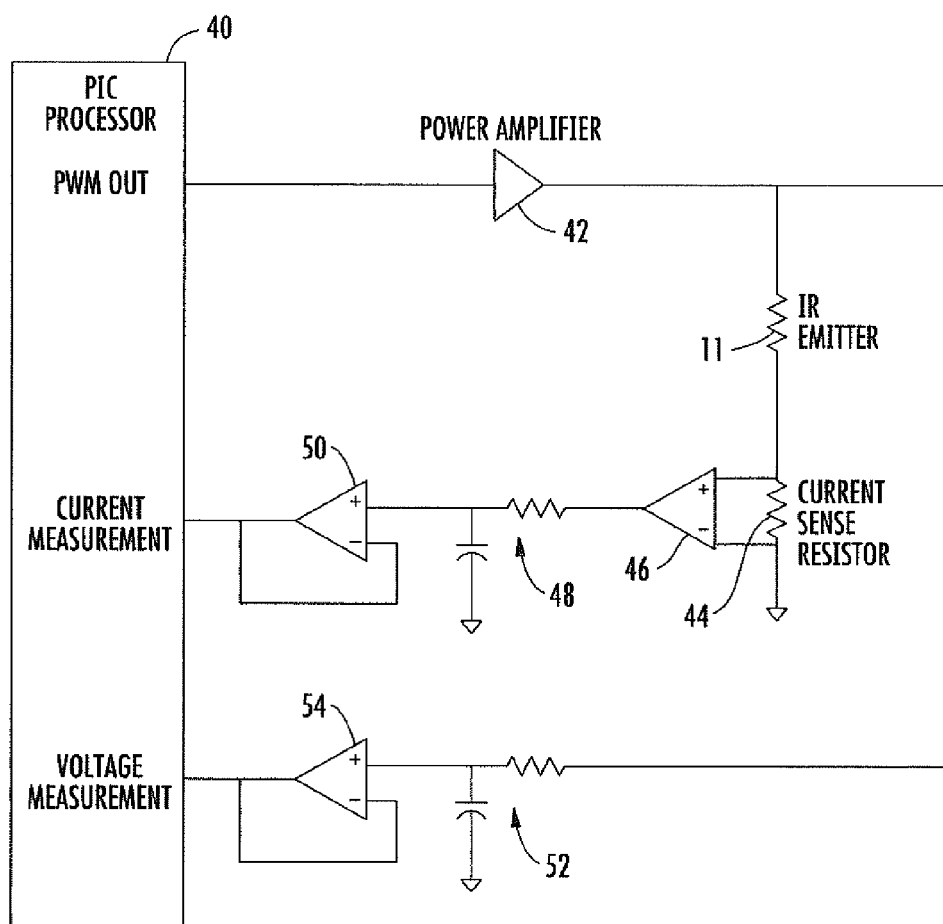 40
PIC
PROCESSOR
PWM OUT
POWER AMPLIFIER
42
IR
EMITTER
11
50
+
−
CURRENT
MEASUREMENT
48
+
−
46
44
CURRENT
SENSE
RESISTOR
54
+
−
VOLTAGE
MEASUREMENT
52